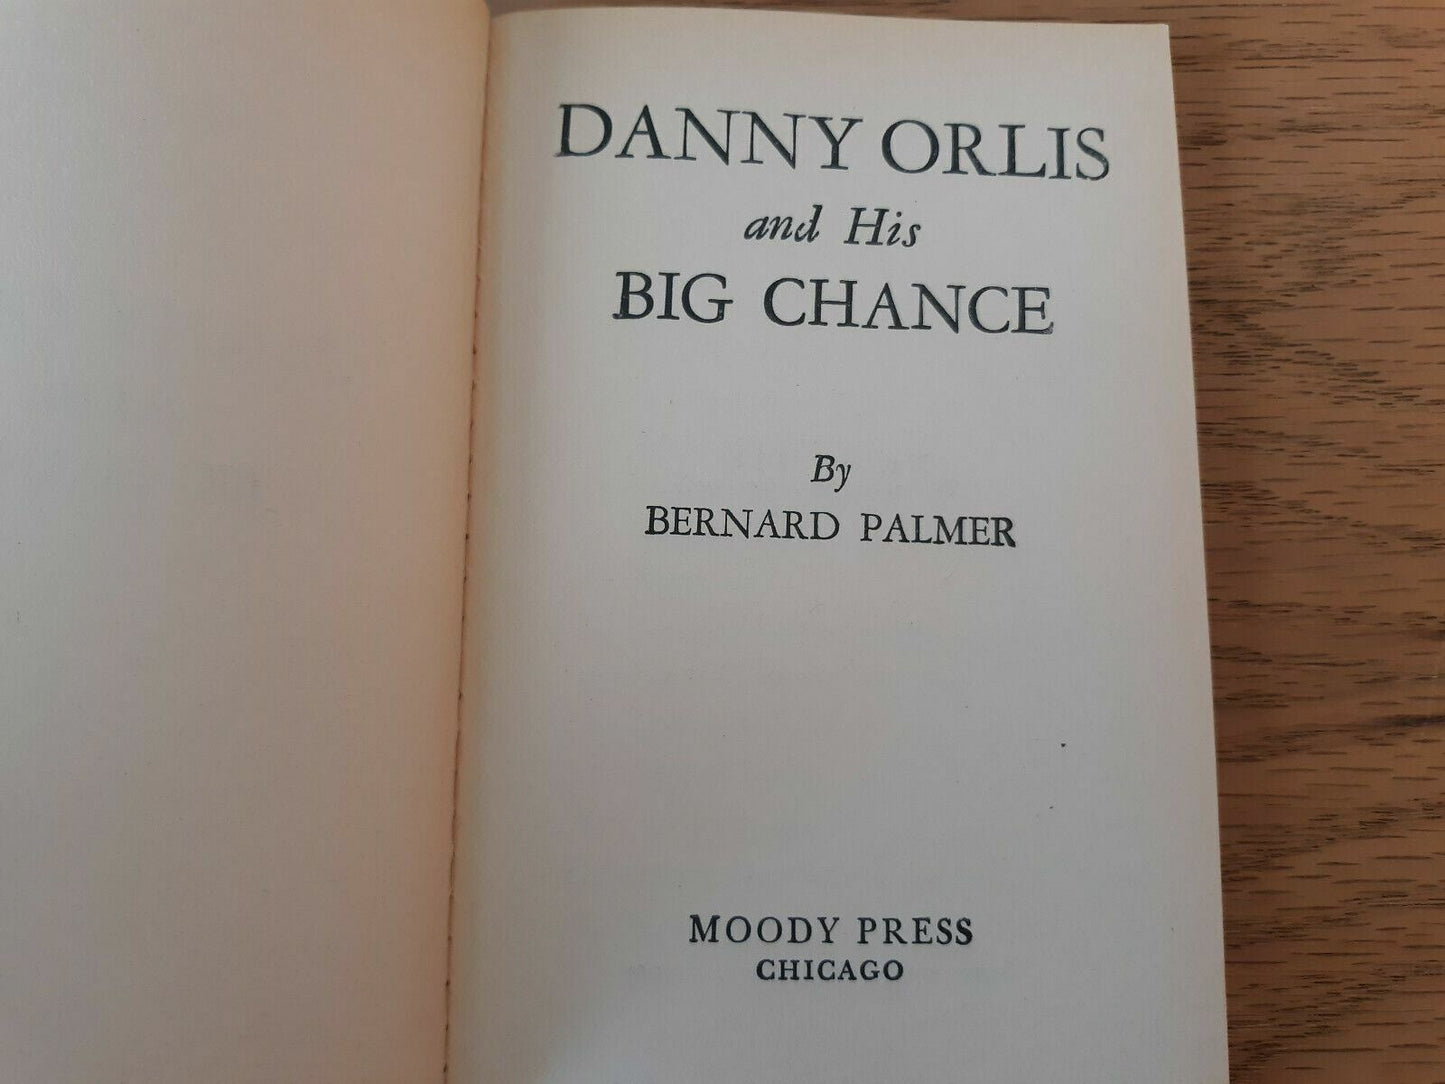 DANNY ORLIS
and His
BIG CHANCE
By
BERNARD PALMER
MOODY PRESS
CHICAGO